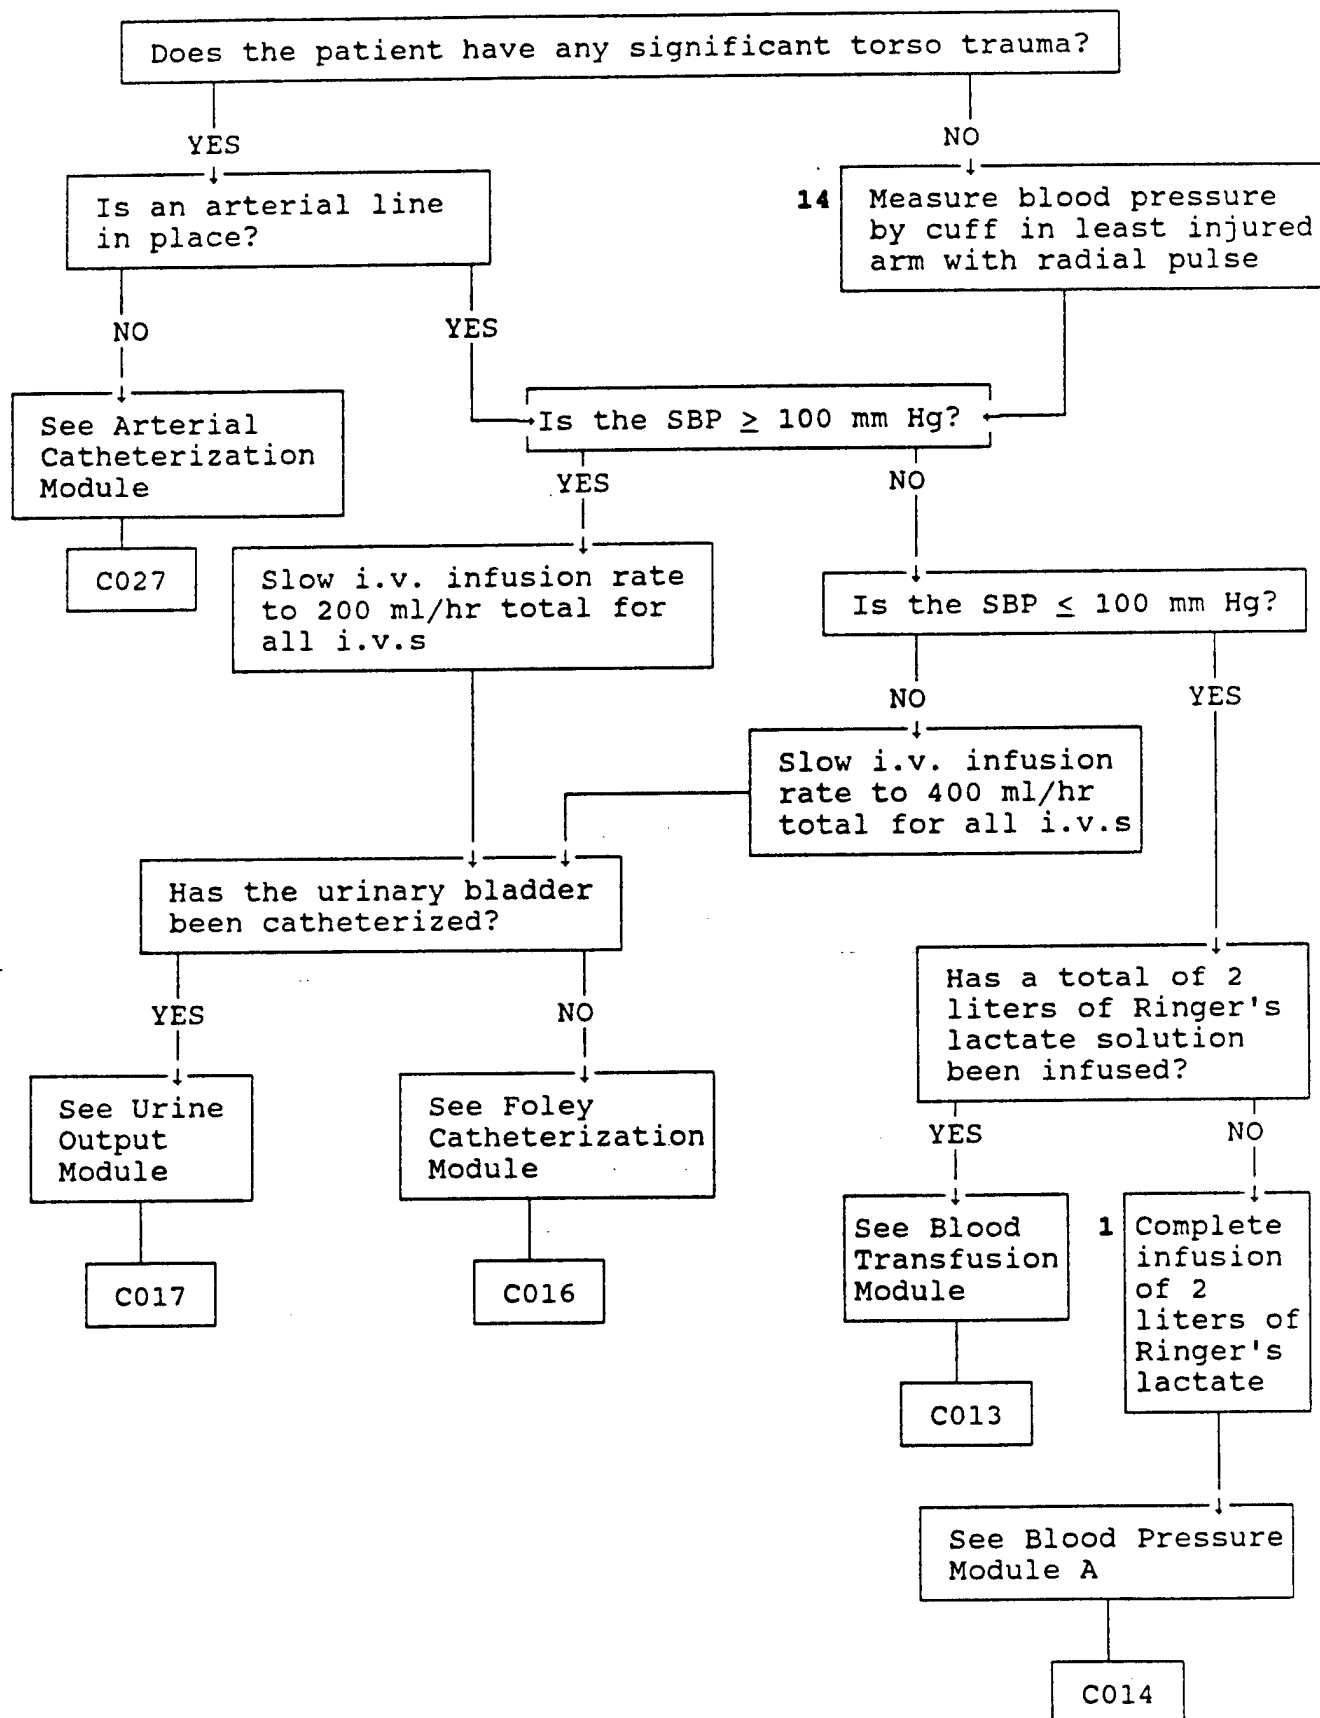 Does the patient have any significant torso trauma?
YES
NO
Is an arterial line
in place?
14
Measure blood pressure
by cuff in least injured
arm with radial pulse
NO
YES
See Arterial
Catheterization
Module
C027
Is the SBP ≥ 100 mm Hg?
YES
NO
Slow i.v. infusion rate
to 200 ml/hr total for
all i.v.s
Is the SBP ≤ 100 mm Hg?
NO
YES
Slow i.v. infusion
rate to 400 ml/hr
total for all i.v.s
Has the urinary bladder
been catheterized?
YES
NO
Has a total of 2
liters of Ringer's
lactate solution
been infused?
See Urine
Output
Module
C017
See Foley
Catheterization
Module
C016
YES
NO
See Blood
Transfusion
Module
C013
1
Complete
infusion
of 2
liters of
Ringer's
lactate
See Blood Pressure
Module A
C014